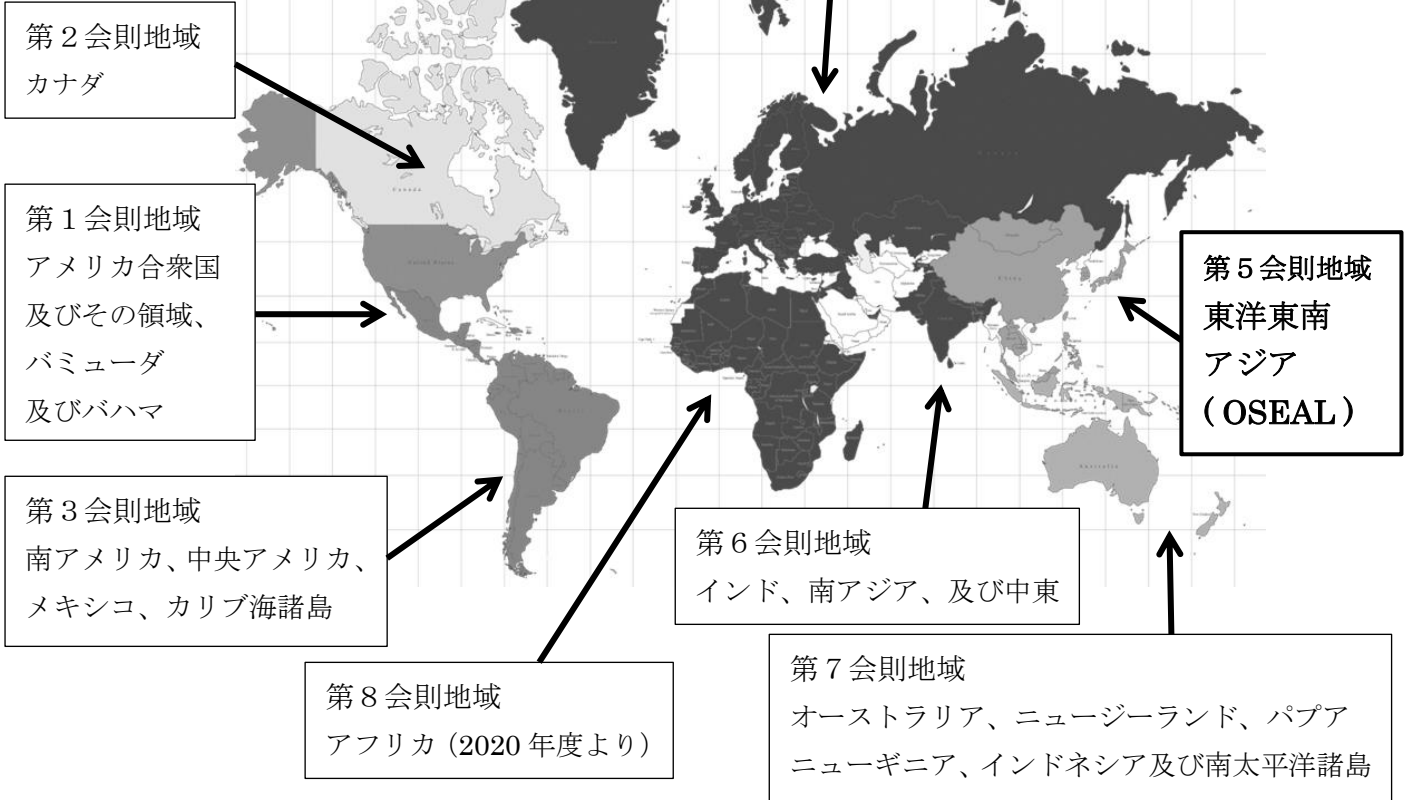 第２会則地域
カナダ
第１会則地域
アメリカ合衆国
及びその領域、
バミューダ
及びバハマ
第５会則地域
東洋東南
アジア
（OSEAL）
第３会則地域
南アメリカ、中央アメリカ、
メキシコ、カリブ海諸島
第６会則地域
インド、南アジア、及び中東
第８会則地域
アフリカ（2020 年度より）
第７会則地域
オーストラリア、ニュージーランド、パプア
ニューギニア、インドネシア及び南太平洋諸島
Canada
United States
Brazil
China
Australia